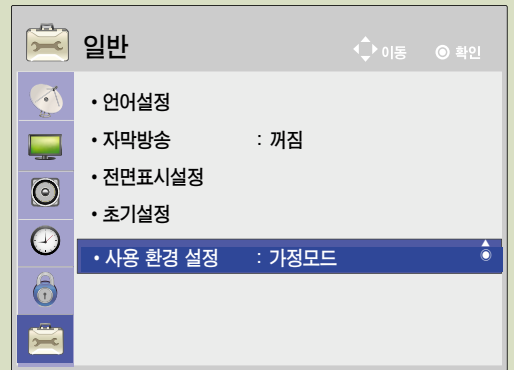 일반 이동 확인
• 언어설정
• 자막방송 : 꺼짐
• 전면표시설정
• 초기설정
• 사용 환경 설정 : 가정모드